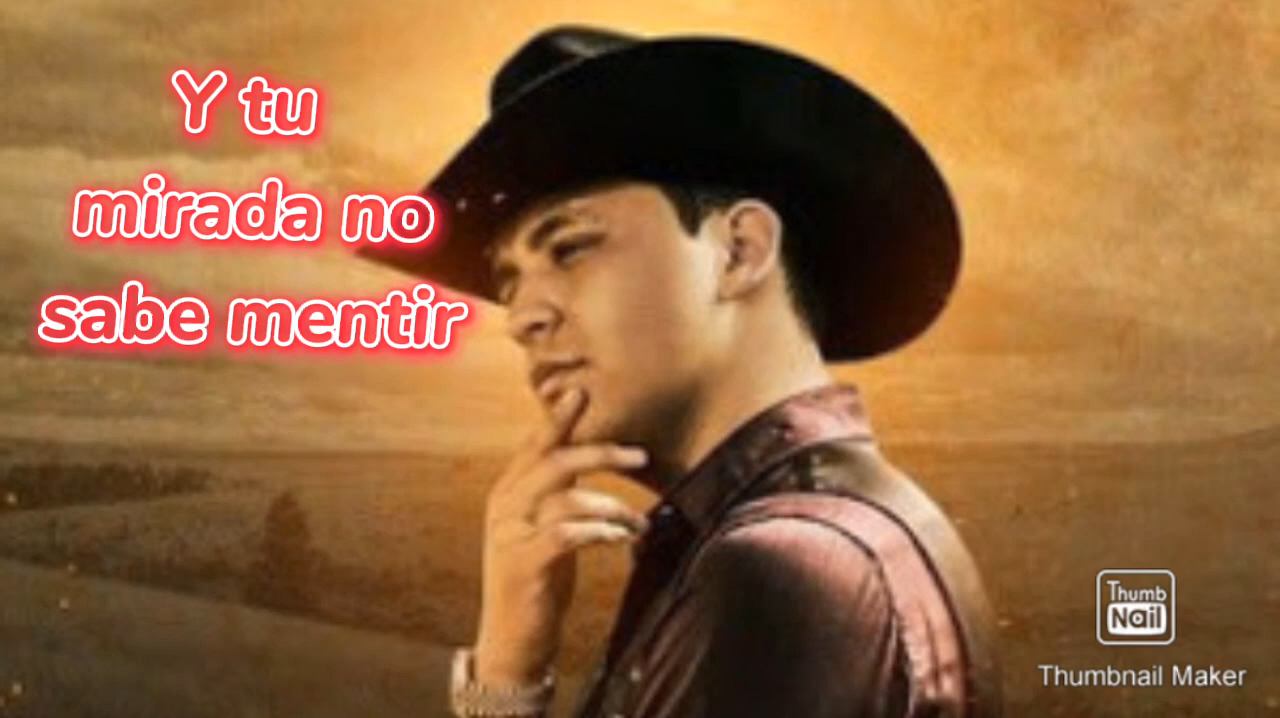 Y tu
mirada no
sabe mentir
Thumb
Nail
Thumbnail Maker